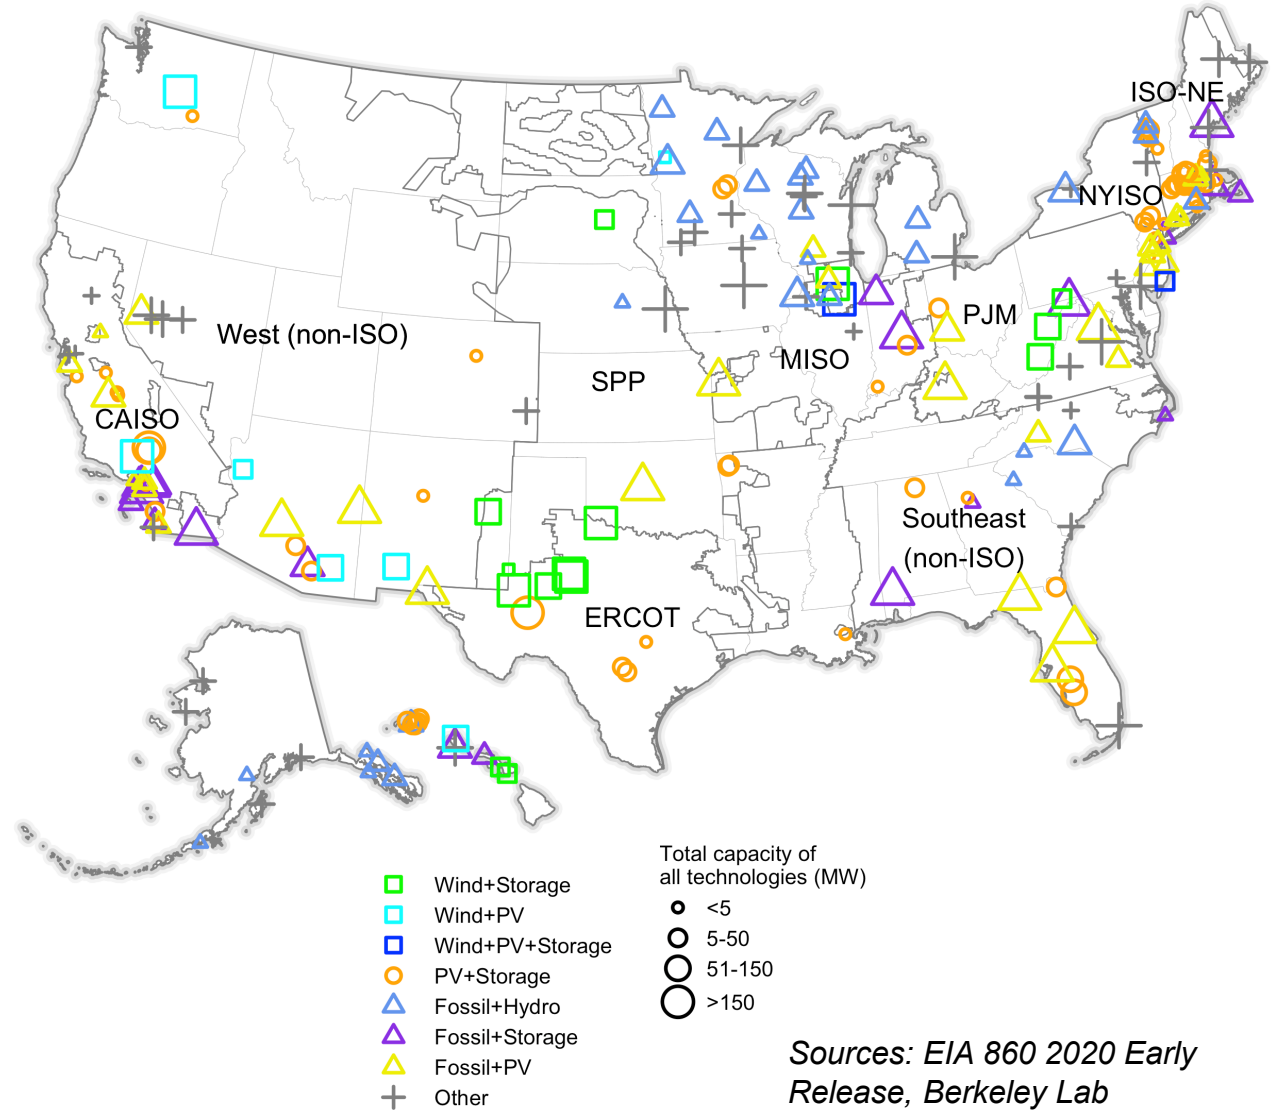 ISO-NE
NYISO
PJM
West (non-ISO)
MISO
SPP
CAISO
Southeast
(non-ISO)
ERCOT
Wind+Storage
Wind+PV
Wind+PV+Storage
PV+Storage
Fossil+Hydro
Fossil+Storage
Fossil+PV
Other
Total capacity of
all technologies (MW)
<5
5-50
51-150
>150
Sources: EIA 860 2020 Early
Release, Berkeley Lab